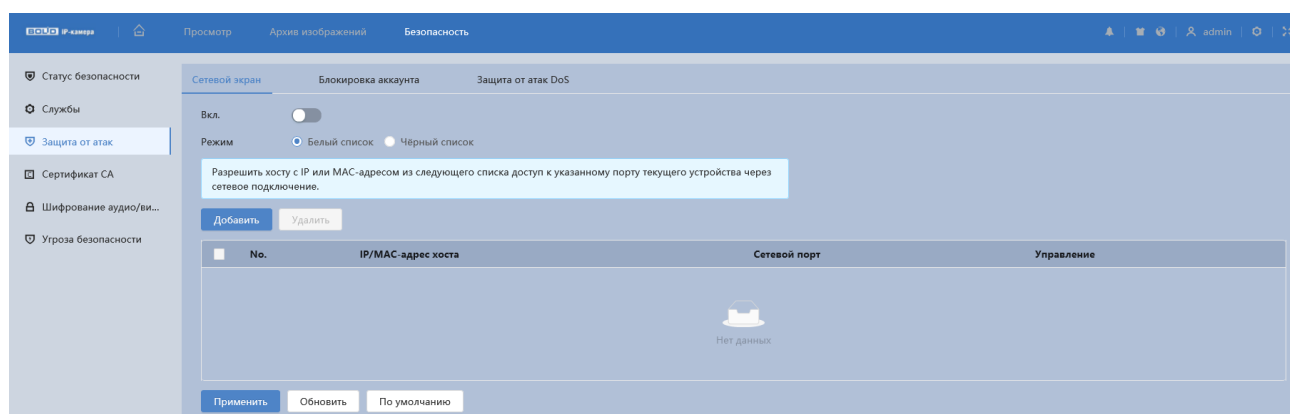 BOLID IP-камера Просмотр Архив изображений Безопасность admin
Статус безопасности
Службы
Защита от атак
Сертификат CA
Шифрование аудио/ви...
Угроза безопасности
Сетевой экран Блокировка аккаунта Защита от атак DoS
Вкл.
Режим Белый список Чёрный список
Разрешить хосту с IP или MAC-адресом из следующего списка доступ к указанному порту текущего устройства через
сетевое подключение.
Добавить Удалить
No. IP/MAC-адрес хоста Сетевой порт Управление
Нет данных
Применить Обновить По умолчанию